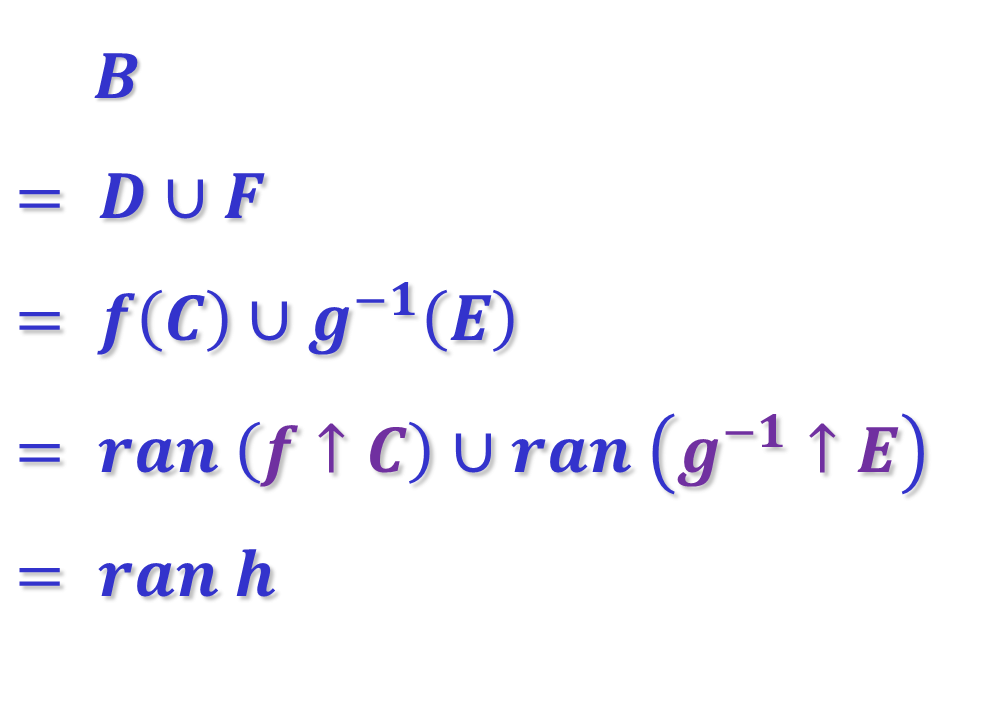 B
= D ∪ F
= f(C) ∪ g⁻¹(E)
= ran (f ↑ C) ∪ ran (g⁻¹ ↑ E)
= ran h